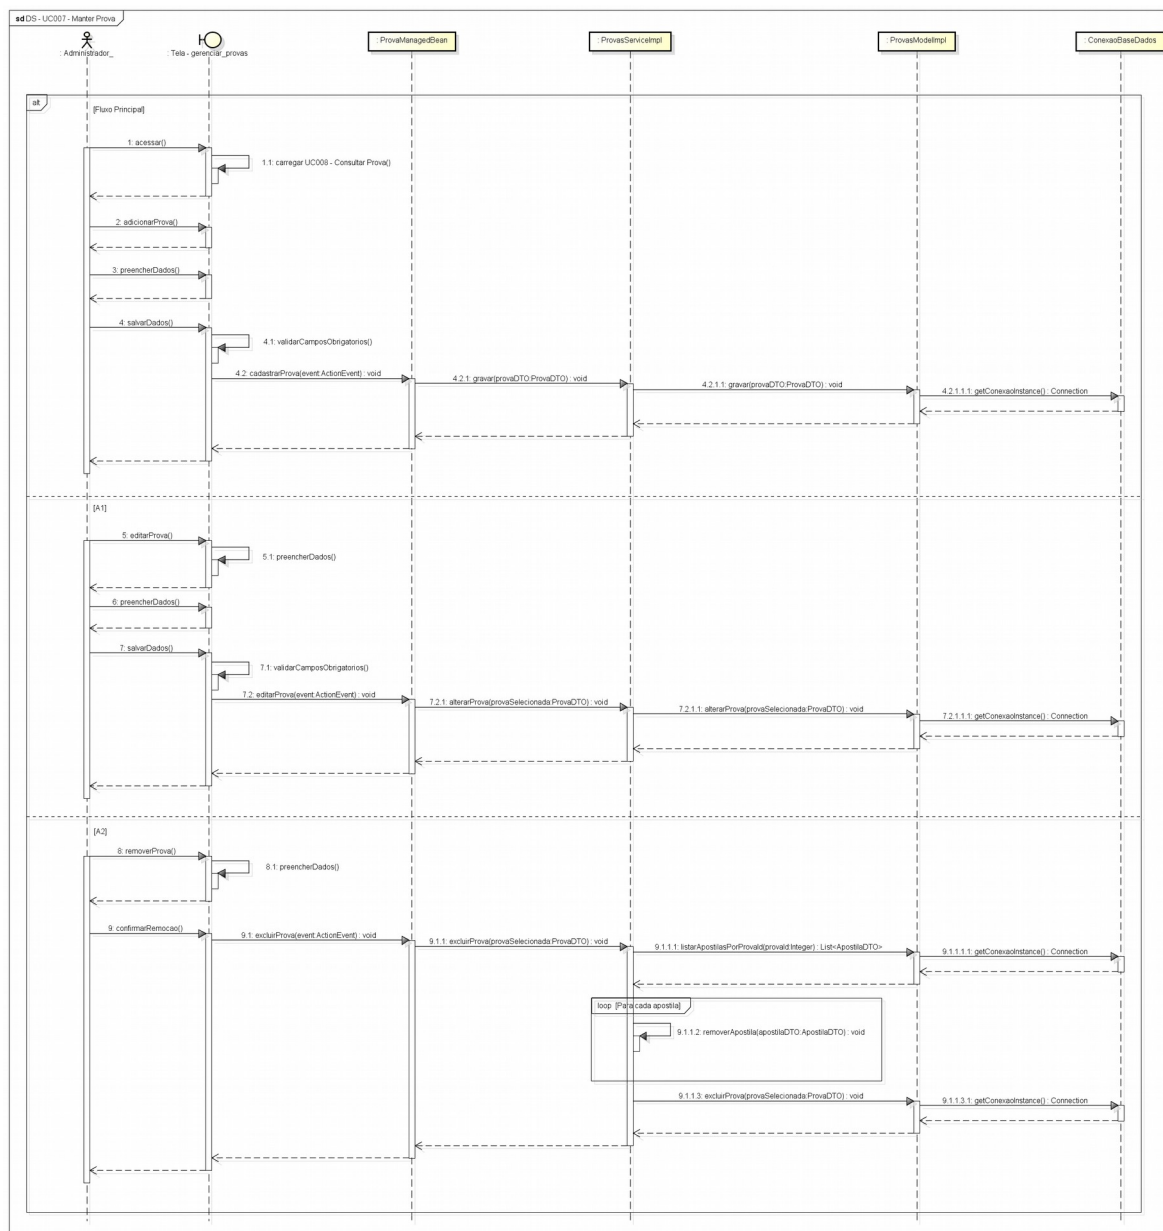 sd DS - UC007 - Manter Prova
: Administrador_
: Tela - gerenciar_provas
: ProvaManagedBean
: ProvasServiceImpl
: ProvasModelImpl
: ConexaoBaseDados
alt
[Fluxo Principal]
1: acessar()
1.1: carregar UC008 - Consultar Prova()
2: adicionarProva()
3: preencherDados()
4: salvarDados()
4.1: validarCamposObrigatorios()
4.2: cadastrarProva(event:ActionEvent) : void
4.2.1: gravar(provaDTO:ProvaDTO) : void
4.2.1.1: gravar(provaDTO:ProvaDTO) : void
4.2.1.1.1: getConexaoInstance() : Connection
[A1]
5: editarProva()
5.1: preencherDados()
6: preencherDados()
7: salvarDados()
7.1: validarCamposObrigatorios()
7.2: editarProva(event:ActionEvent) : void
7.2.1: alterarProva(provaSelecionada:ProvaDTO) : void
7.2.1.1: alterarProva(provaSelecionada:ProvaDTO) : void
7.2.1.1.1: getConexaoInstance() : Connection
[A2]
8: removerProva()
8.1: preencherDados()
9: confirmarRemocao()
9.1: excluirProva(event:ActionEvent) : void
9.1.1: excluirProva(provaSelecionada:ProvaDTO) : void
9.1.1.1: listarApostilasPorProvaId(provaId:Integer) : List<ApostilaDTO>
9.1.1.1.1: getConexaoInstance() : Connection
loop [Para cada apostila]
9.1.1.2: removerApostila(apostilaDTO:ApostilaDTO) : void
9.1.1.3: excluirProva(provaSelecionada:ProvaDTO) : void
9.1.1.3.1: getConexaoInstance() : Connection